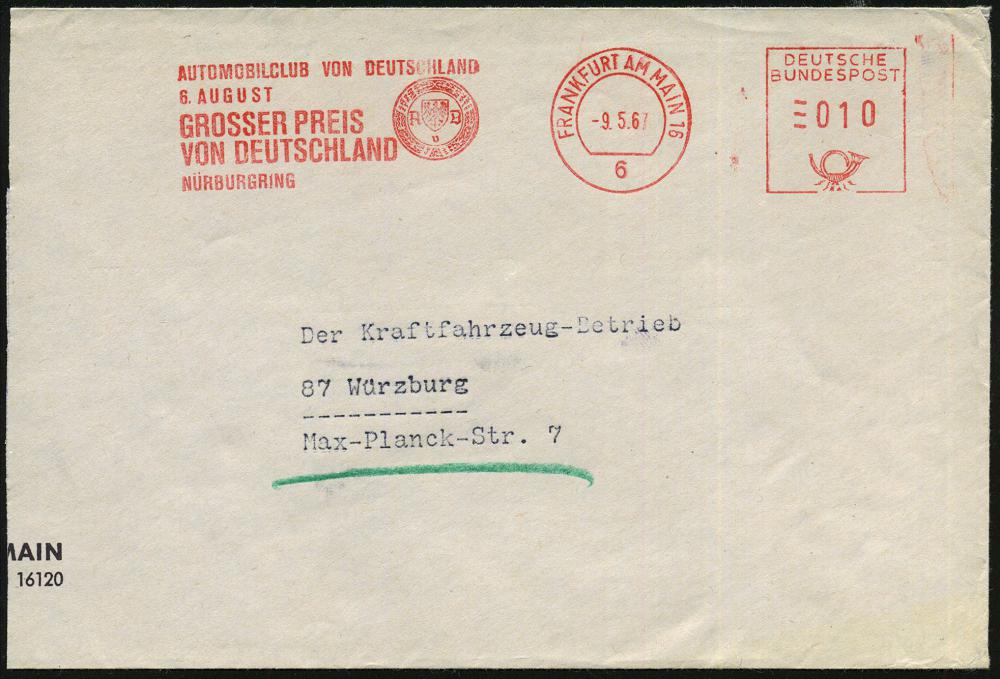 AUTOMOBILCLUB VON DEUTSCHLAND
6. AUGUST
GROSSER PREIS
VON DEUTSCHLAND
NÜRBURGRING
A D
FRANKFURT AM MAIN 16
-9.5.67
6
DEUTSCHE
BUNDESPOST
010
Der Kraftfahrzeug-Betrieb
87 Würzburg
-----------
Max-Planck-Str. 7
MAIN
16120